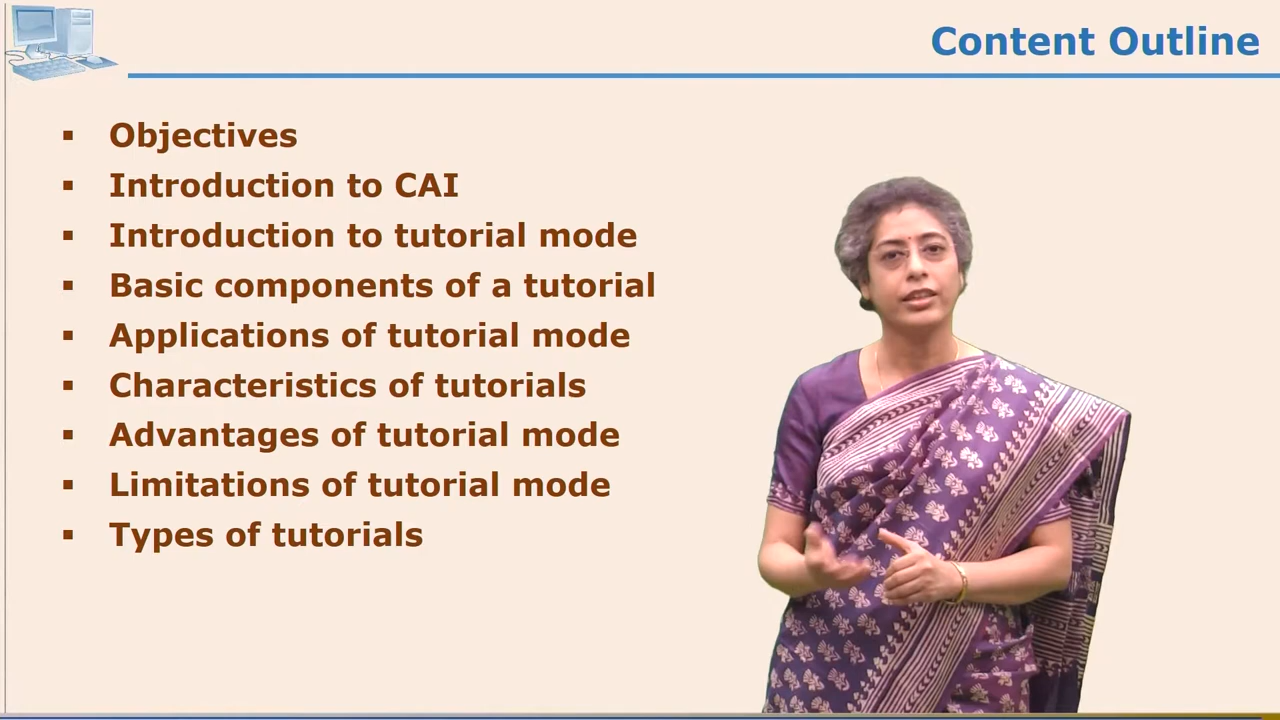 Content Outline
Objectives
Introduction to CAI
Introduction to tutorial mode
Basic components of a tutorial
Applications of tutorial mode
Characteristics of tutorials
Advantages of tutorial mode
Limitations of tutorial mode
Types of tutorials